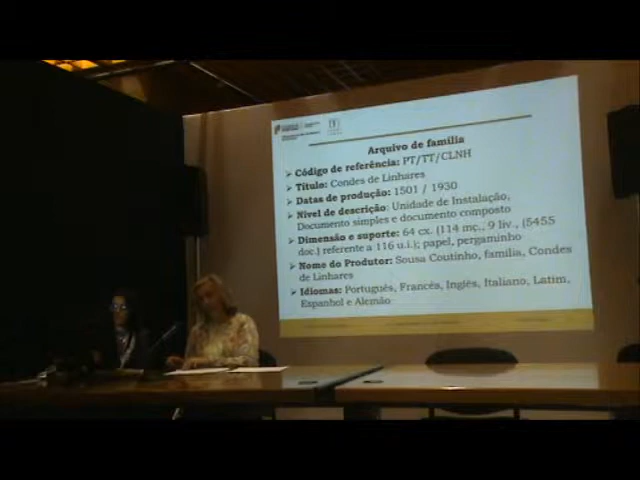 Arquivo de família
➢ Código de referência: PT/TT/CLNH
➢ Título: Condes de Linhares
➢ Datas de produção: 1501 / 1930
➢ Nível de descrição: Unidade de Instalação,
Documento simples e documento composto
➢ Dimensão e suporte: 64 cx. (114 mç., 9 liv., (5455
doc.) referente a 116 u.i.); papel, pergaminho
➢ Nome do Produtor: Sousa Coutinho, família, Condes
de Linhares
➢ Idiomas: Português, Francês, Inglês, Italiano, Latim,
Espanhol e Alemão